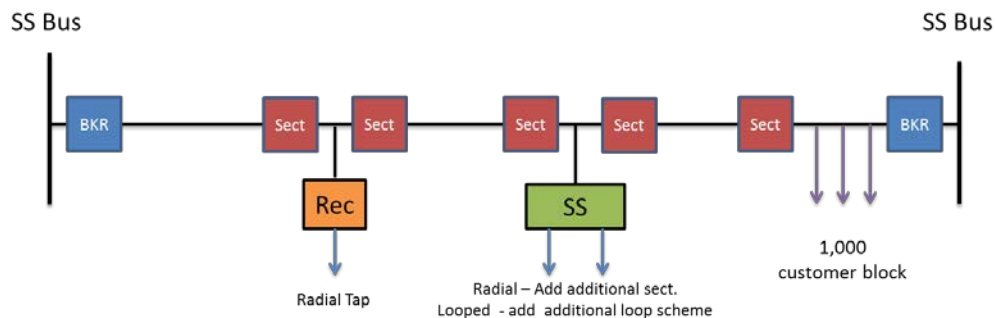 SS Bus
SS Bus
BKR
Sect
Sect
Sect
Sect
Sect
BKR
Rec
SS
Radial Tap
Radial – Add additional sect.
Looped - add additional loop scheme
1,000
customer block